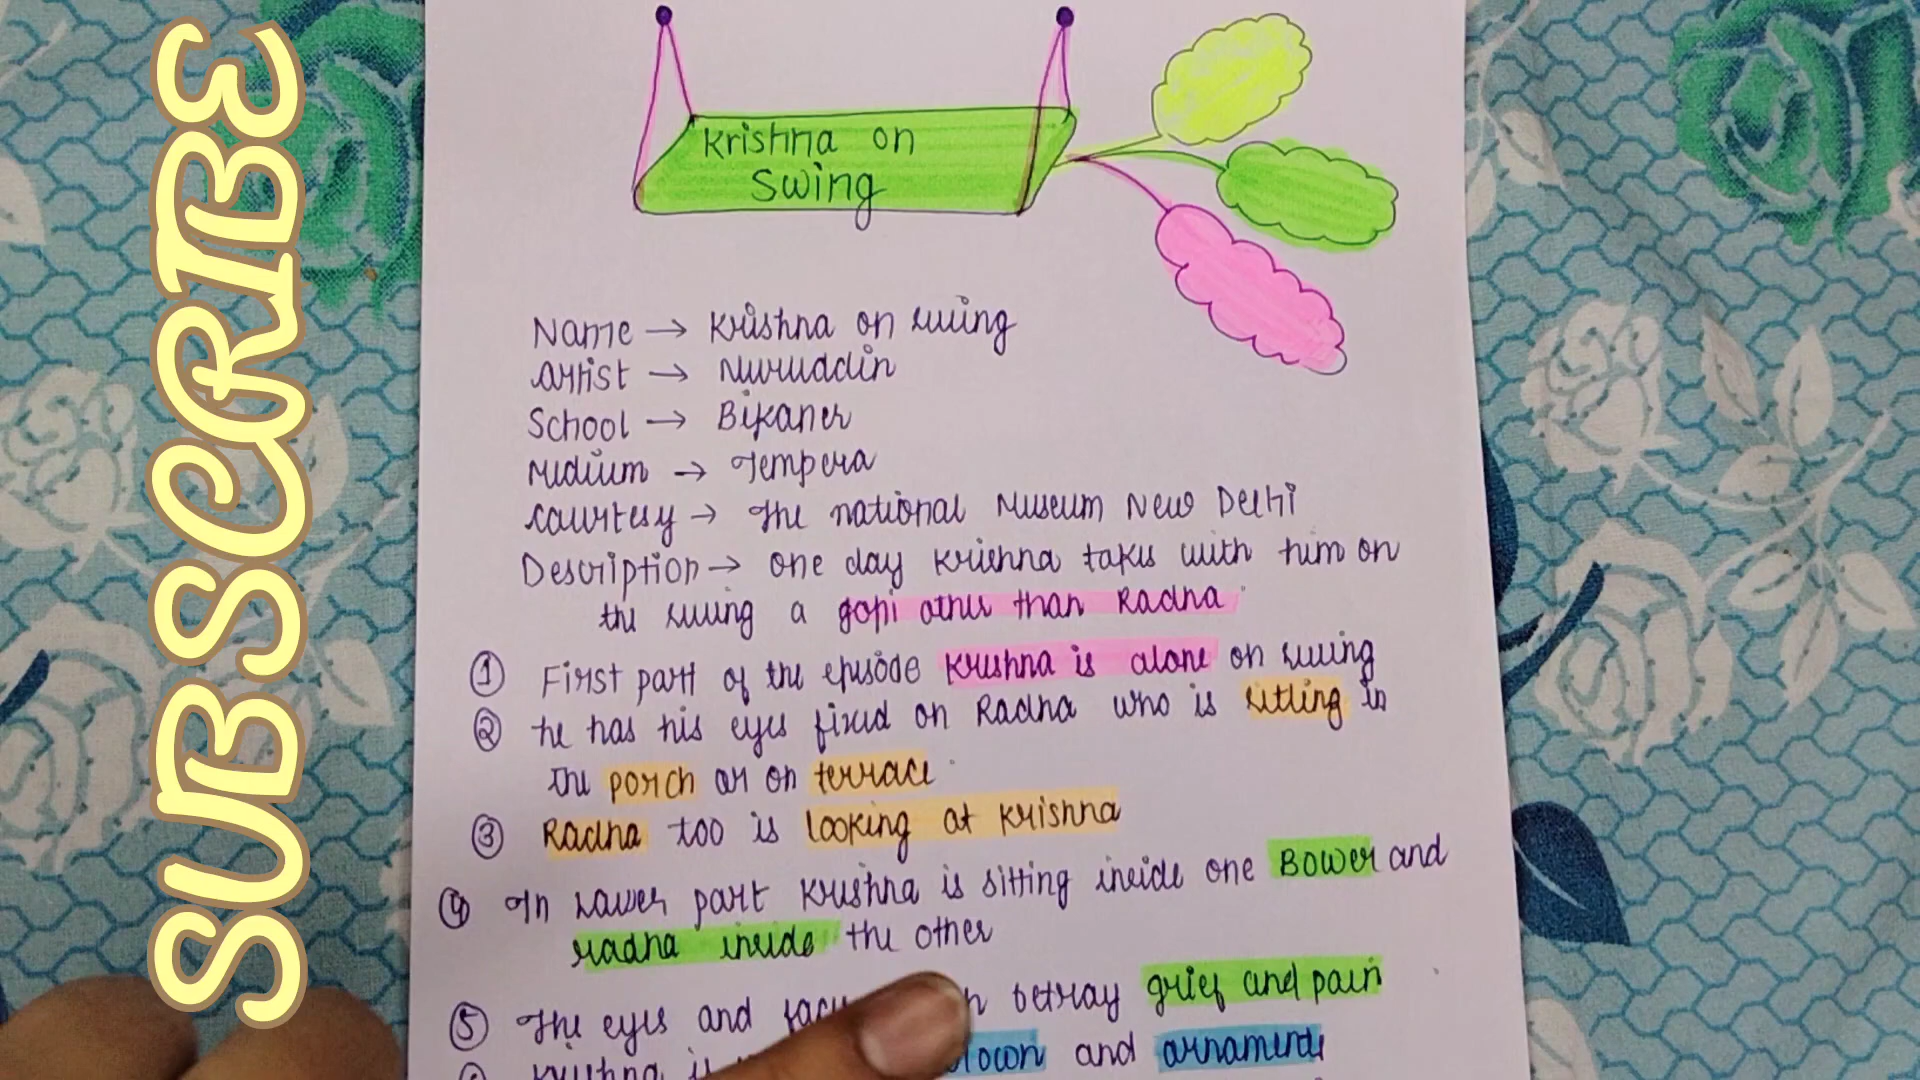 SUBSCRIBE
Krishna on
Swing
Name → Krishna on swing
Artist → Nuruddin
School → Bikaner
Medium → Tempera
Courtesy → The national Museum New Delhi
Description → one day Krishna takes with him on
the swing a gopi other than Radha
① First part of the episode Krishna is alone on swing
② he has his eyes fixed on Radha who is sitting in
the porch or on terrace
③ Radha too is looking at Krishna
④ In lower part Krishna is sitting inside one Bower and
radha inside the other
⑤ The eyes and betray grief and pain
Krishna is and ornaments